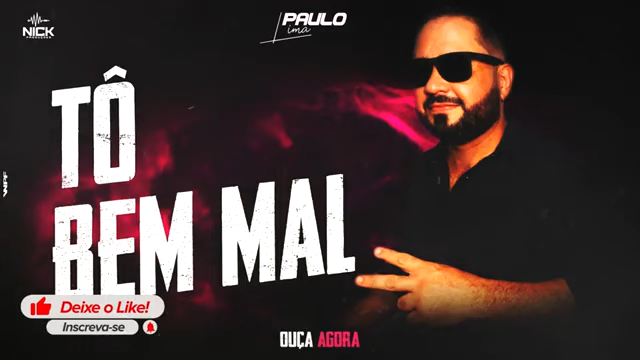 NICK
PAULO
Lima
TÔ
BEM MAL
Deixe o Like!
Inscreva-se
OUÇA AGORA